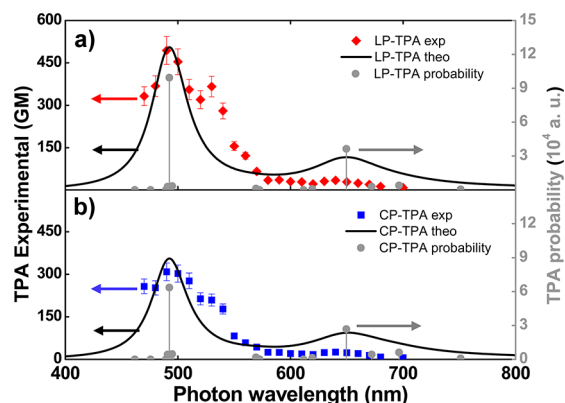 a)
LP-TPA exp
LP-TPA theo
LP-TPA probability
600
450
300
150
15
12
9
6
3
0
b)
CP-TPA exp
CP-TPA theo
CP-TPA probability
450
300
150
0
12
9
6
3
0
400 500 600 700 800
Photon wavelength (nm)
TPA Experimental (GM)
TPA probability (10⁴ a. u.)